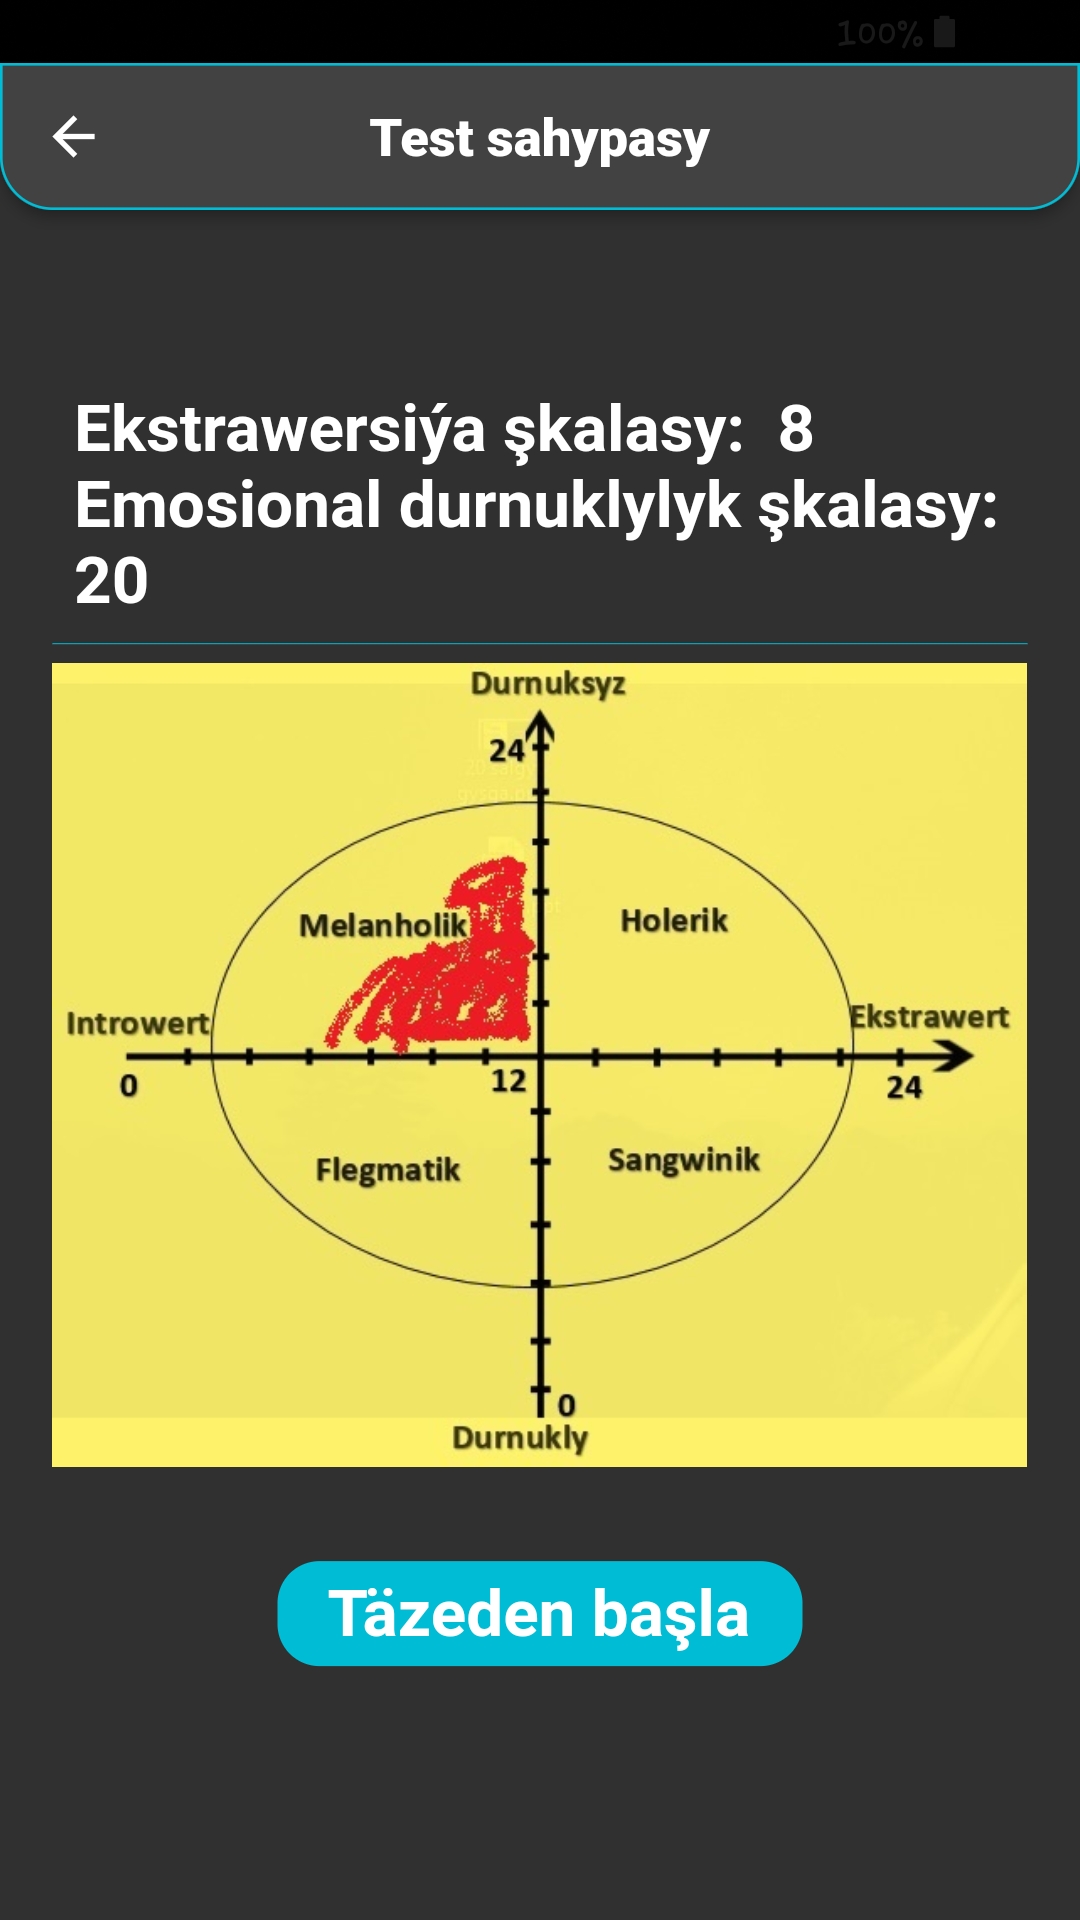 100%
Test sahypasy
Ekstrawersiýa şkalasy: 8
Emosional durnuklylyk şkalasy:
20
Durnuksyz
24
Melanholik
Holerik
Introwert
Ekstrawert
0
12
24
Flegmatik
Sangwinik
0
Durnukly
Täzeden başla